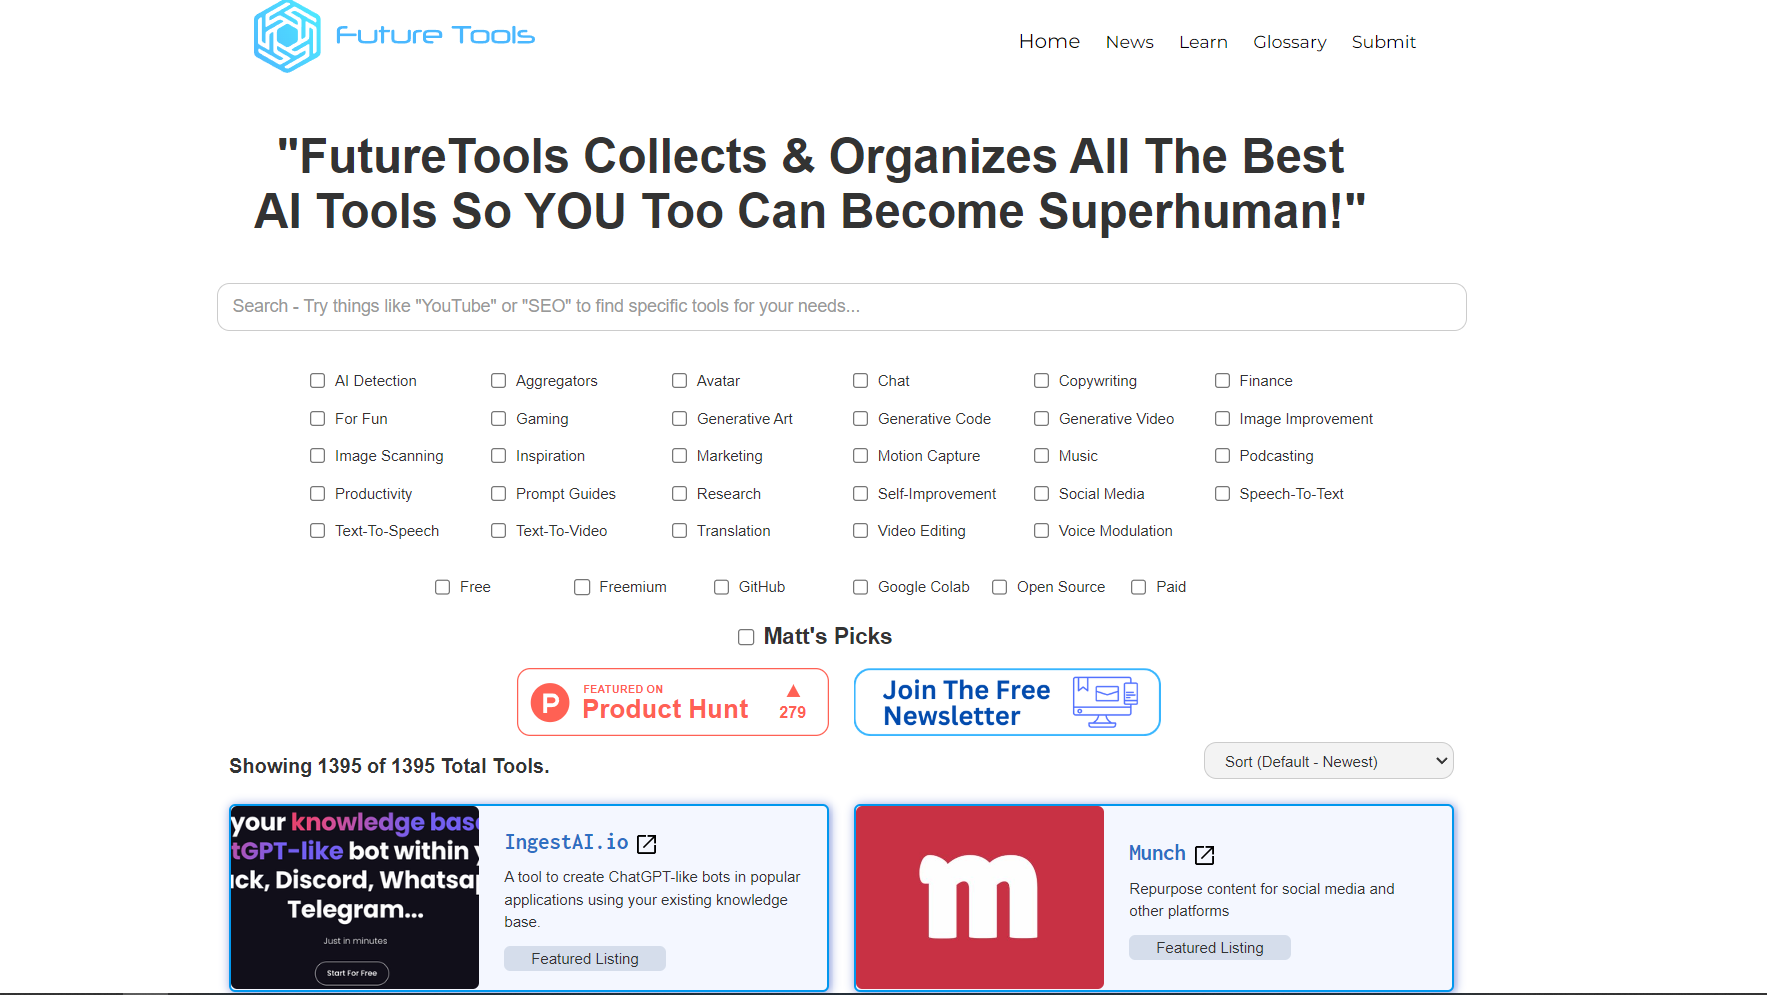 Future Tools
Home News Learn Glossary Submit
"FutureTools Collects & Organizes All The Best
AI Tools So YOU Too Can Become Superhuman!"
Search - Try things like "YouTube" or "SEO" to find specific tools for your needs...
AI Detection Aggregators Avatar Chat Copywriting Finance
For Fun Gaming Generative Art Generative Code Generative Video Image Improvement
Image Scanning Inspiration Marketing Motion Capture Music Podcasting
Productivity Prompt Guides Research Self-Improvement Social Media Speech-To-Text
Text-To-Speech Text-To-Video Translation Video Editing Voice Modulation
Free Freemium GitHub Google Colab Open Source Paid
Matt's Picks
P
FEATURED ON
Product Hunt
279
Join The Free
Newsletter
Showing 1395 of 1395 Total Tools.
Sort (Default - Newest)
your knowledge bas
tGPT-like bot within
ck, Discord, Whatsa
Telegram...
Just in minutes
Start For Free
IngestAI.io
A tool to create ChatGPT-like bots in popular
applications using your existing knowledge
base.
Featured Listing
m
Munch
Repurpose content for social media and
other platforms
Featured Listing